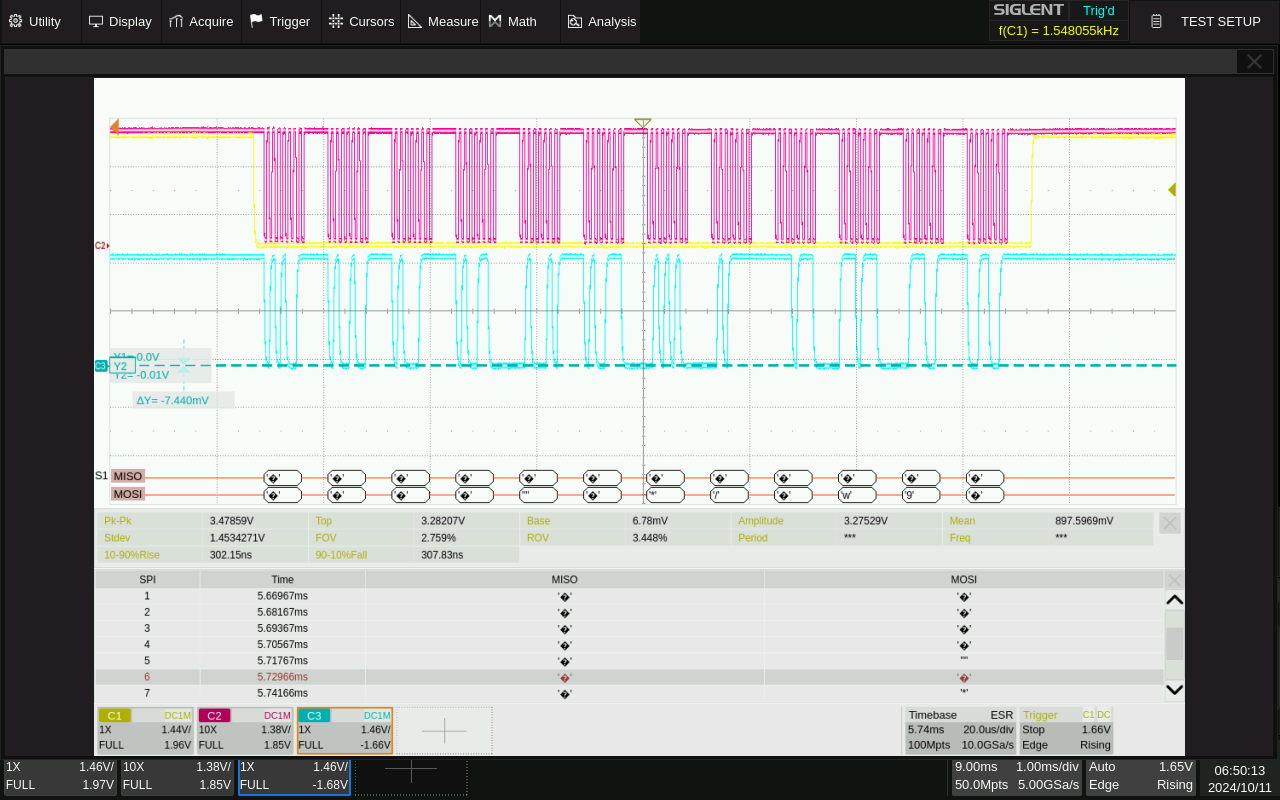 Utility Display Acquire Trigger Cursors Measure Math Analysis SIGLENT Trig'd TEST SETUP
f(C1) = 1.548055kHz
C2
C3
Y1= 0.0V
Y2
Y2= -0.01V
ΔY= -7.440mV
S1 MISO '�' '�' '�' '�' '�' '�' '�' '�' '�' '�' '�' '�'
MOSI '�' '�' '�' '�' '"' '�' '*' '/' '�' 'w' '9' '�'
Pk-Pk 3.47859V Top 3.28207V Base 6.78mV Amplitude 3.27529V Mean 897.5969mV
Stdev 1.4534271V FOV 2.759% ROV 3.448% Period *** Freq ***
10-90%Rise 302.15ns 90-10%Fall 307.83ns
SPI Time MISO MOSI
1 5.66967ms '�' '�'
2 5.68167ms '�' '�'
3 5.69367ms '�' '�'
4 5.70567ms '�' '�'
5 5.71767ms '�' '"'
6 5.72966ms '�' '�'
7 5.74166ms '�' '*'
C1 DC1M C2 DC1M C3 DC1M Timebase ESR Trigger C1 DC
1X 1.44V/ 10X 1.38V/ 1X 1.46V/ 5.74ms 20.0us/div Stop 1.66V
FULL 1.96V FULL 1.85V FULL -1.66V 100Mpts 10.0GSa/s Edge Rising
1X 1.46V/ 10X 1.38V/ 1X 1.46V/ 9.00ms 1.00ms/div Auto 1.65V 06:50:13
FULL 1.97V FULL 1.85V FULL -1.68V 50.0Mpts 5.00GSa/s Edge Rising 2024/10/11